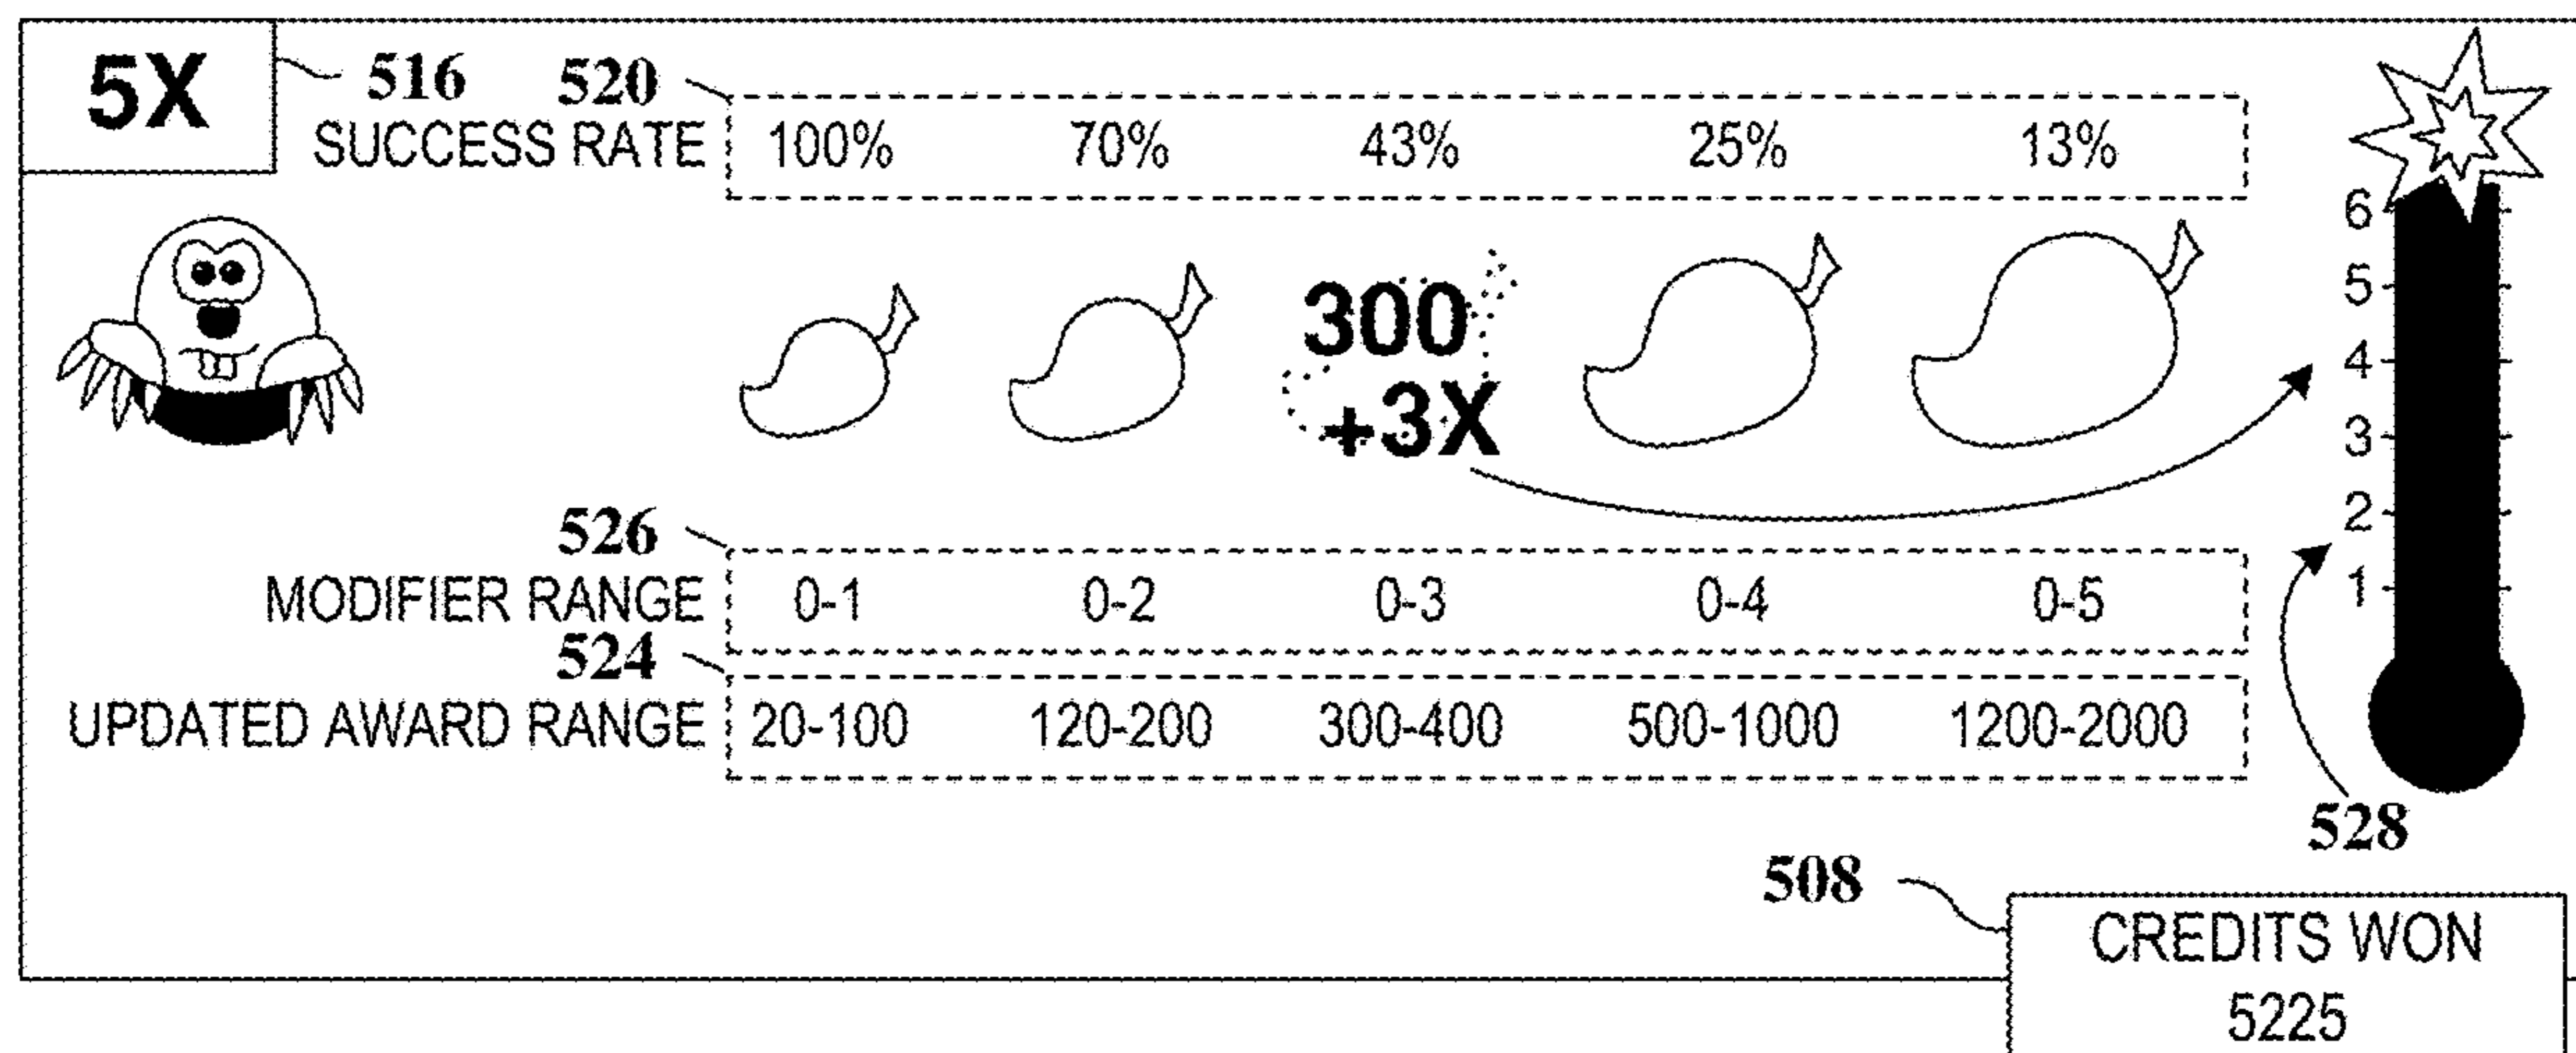 5X
516
520
SUCCESS RATE 100% 70% 43% 25% 13%
300
+3X
6
5
4
3
2
1
526
MODIFIER RANGE 0-1 0-2 0-3 0-4 0-5
524
UPDATED AWARD RANGE 20-100 120-200 300-400 500-1000 1200-2000
528
508
CREDITS WON
5225